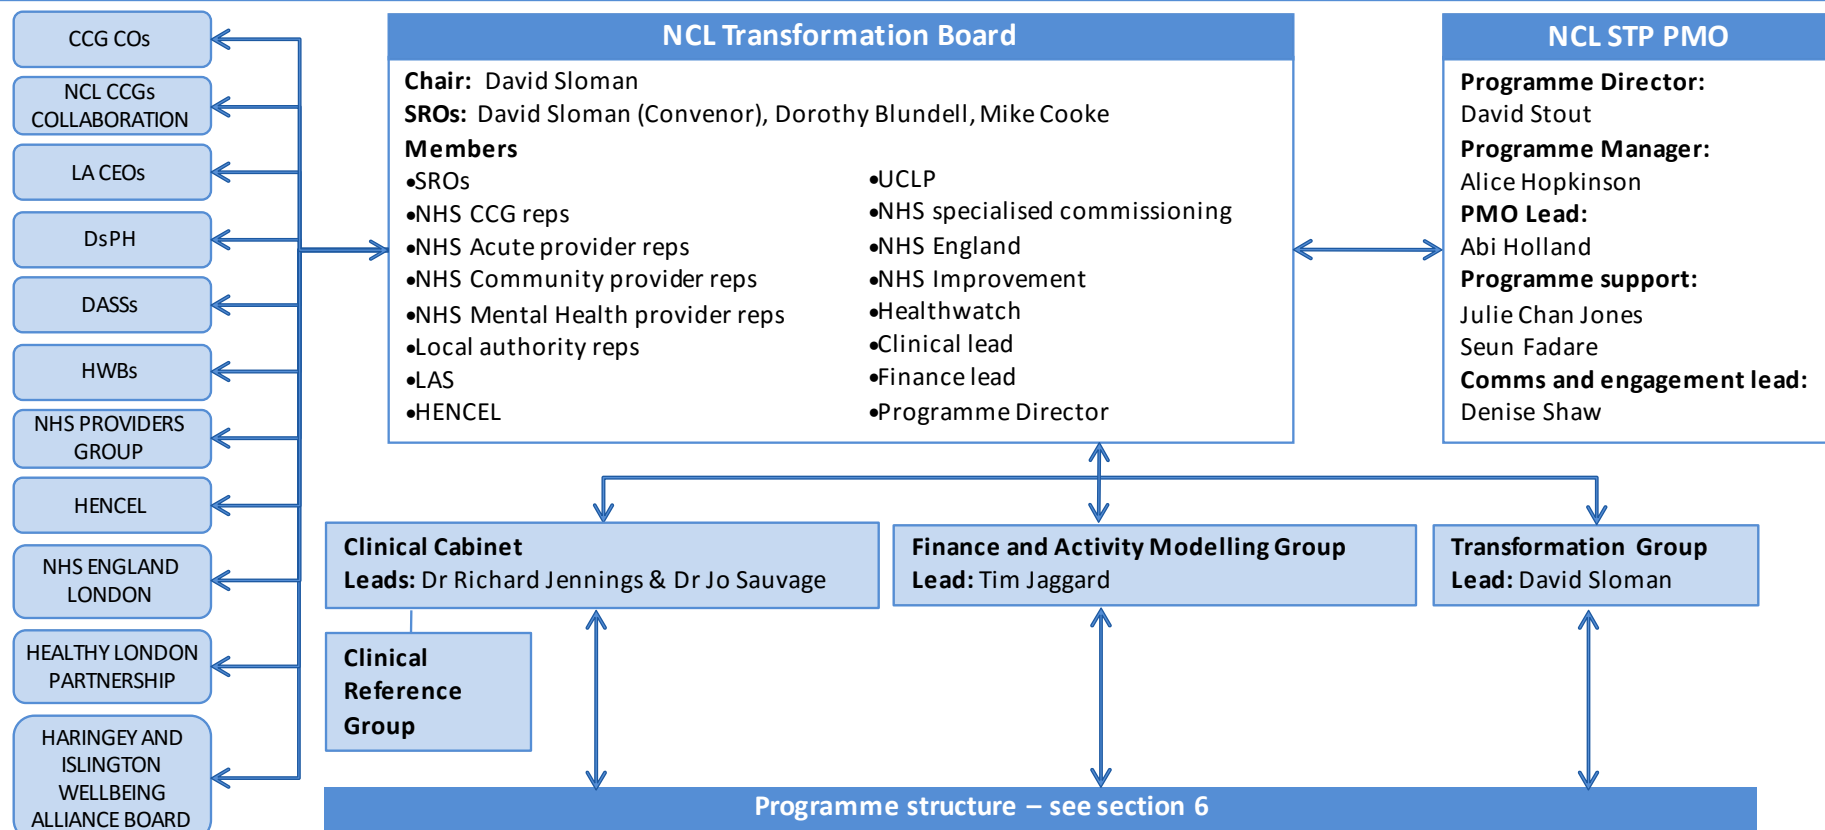 CCG COs
NCL CCGs
COLLABORATION
LA CEOs
DsPH
DASSs
HWBs
NHS PROVIDERS
GROUP
HENCEL
NHS ENGLAND
LONDON
HEALTHY LONDON
PARTNERSHIP
HARINGEY AND
ISLINGTON
WELLBEING
ALLIANCE BOARD
NCL Transformation Board
Chair: David Sloman
SROs: David Sloman (Convenor), Dorothy Blundell, Mike Cooke
Members
•SROs
•NHS CCG reps
•NHS Acute provider reps
•NHS Community provider reps
•NHS Mental Health provider reps
•Local authority reps
•LAS
•HENCEL
•UCLP
•NHS specialised commissioning
•NHS England
•NHS Improvement
•Healthwatch
•Clinical lead
•Finance lead
•Programme Director
NCL STP PMO
Programme Director:
David Stout
Programme Manager:
Alice Hopkinson
PMO Lead:
Abi Holland
Programme support:
Julie Chan Jones
Seun Fadare
Comms and engagement lead:
Denise Shaw
Clinical Cabinet
Leads: Dr Richard Jennings & Dr Jo Sauvage
Clinical
Reference
Group
Finance and Activity Modelling Group
Lead: Tim Jaggard
Transformation Group
Lead: David Sloman
Programme structure – see section 6